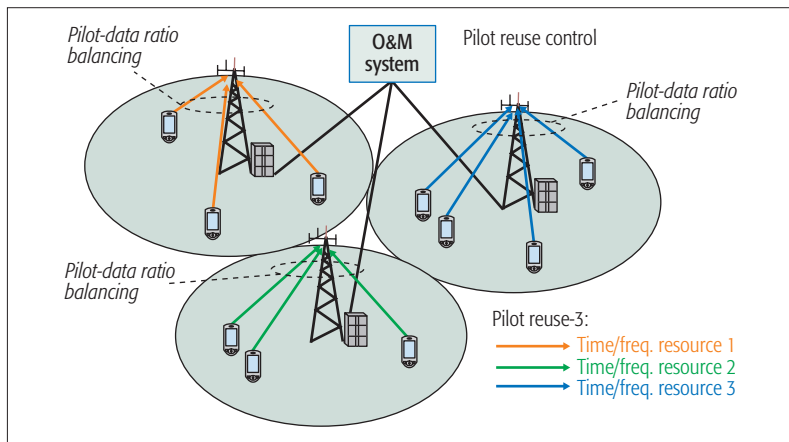 Pilot-data ratio
balancing
O&M
system
Pilot reuse control
Pilot-data ratio
balancing
Pilot-data ratio
balancing
Pilot reuse-3:
Time/freq. resource 1
Time/freq. resource 2
Time/freq. resource 3